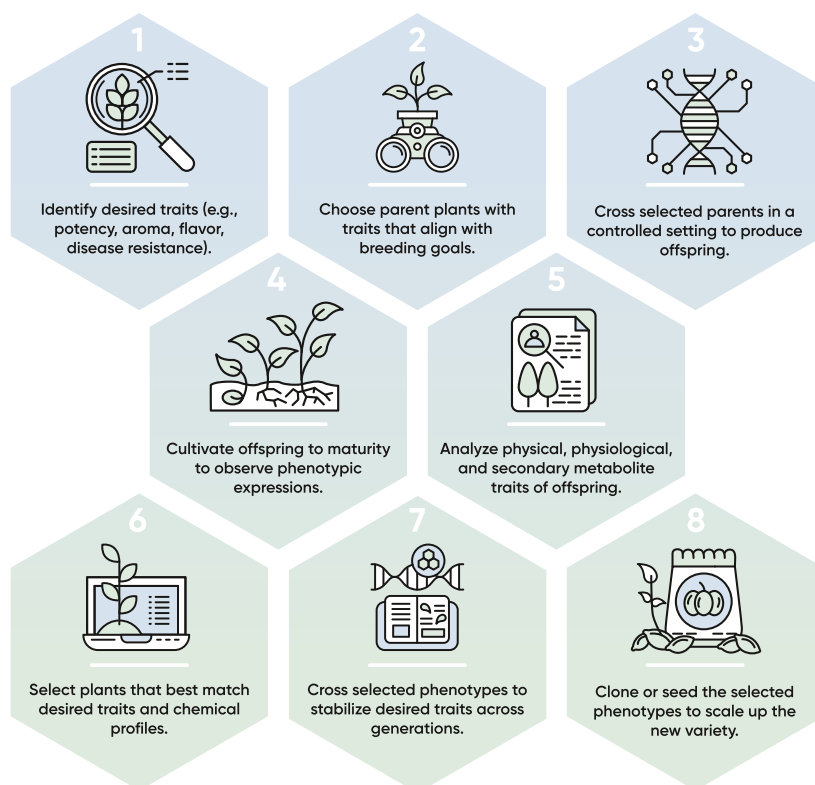 1
Identify desired traits (e.g.,
potency, aroma, flavor,
disease resistance).
2
Choose parent plants with
traits that align with
breeding goals.
3
Cross selected parents in a
controlled setting to produce
offspring.
4
Cultivate offspring to maturity
to observe phenotypic
expressions.
5
Analyze physical, physiological,
and secondary metabolite
traits of offspring.
6
Select plants that best match
desired traits and chemical
profiles.
7
Cross selected phenotypes to
stabilize desired traits across
generations.
8
Clone or seed the selected
phenotypes to scale up the
new variety.